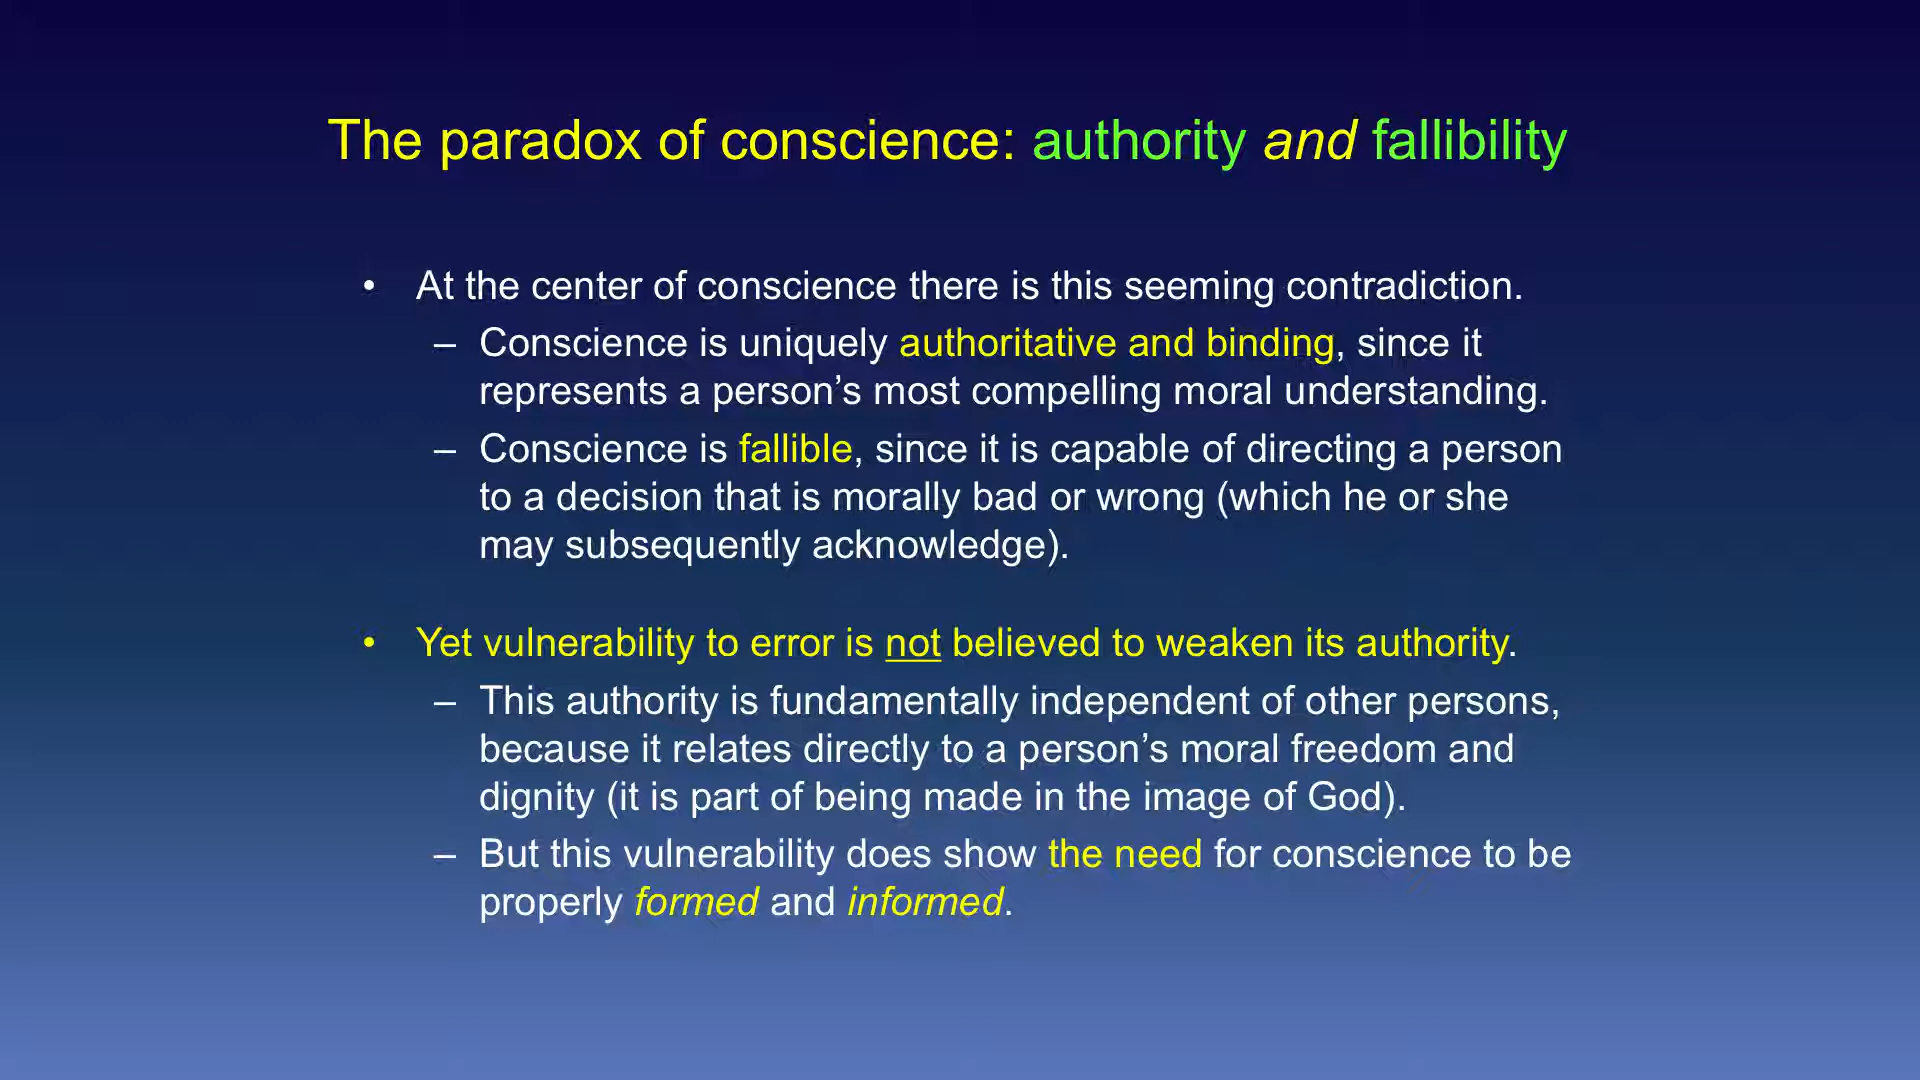 The paradox of conscience: authority and fallibility
• At the center of conscience there is this seeming contradiction.
– Conscience is uniquely authoritative and binding, since it
represents a person’s most compelling moral understanding.
– Conscience is fallible, since it is capable of directing a person
to a decision that is morally bad or wrong (which he or she
may subsequently acknowledge).
• Yet vulnerability to error is not believed to weaken its authority.
– This authority is fundamentally independent of other persons,
because it relates directly to a person’s moral freedom and
dignity (it is part of being made in the image of God).
– But this vulnerability does show the need for conscience to be
properly formed and informed.